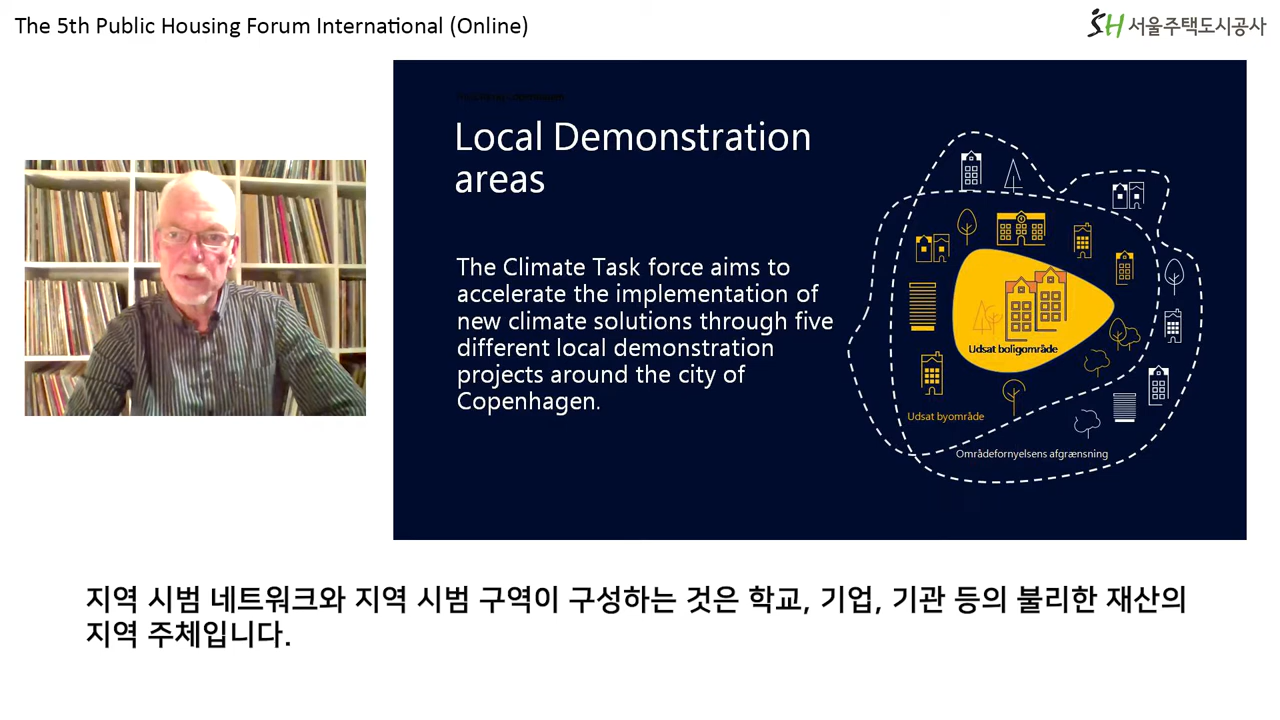 The 5th Public Housing Forum International (Online)
SH 서울주택도시공사
Local Demonstration
areas
The Climate Task force aims to
accelerate the implementation of
new climate solutions through five
different local demonstration
projects around the city of
Copenhagen.
Udsat boligområde
Udsat byområde
Områdefornyelsens afgrænsning
지역 시범 네트워크와 지역 시범 구역이 구성하는 것은 학교, 기업, 기관 등의 불리한 재산의
지역 주체입니다.